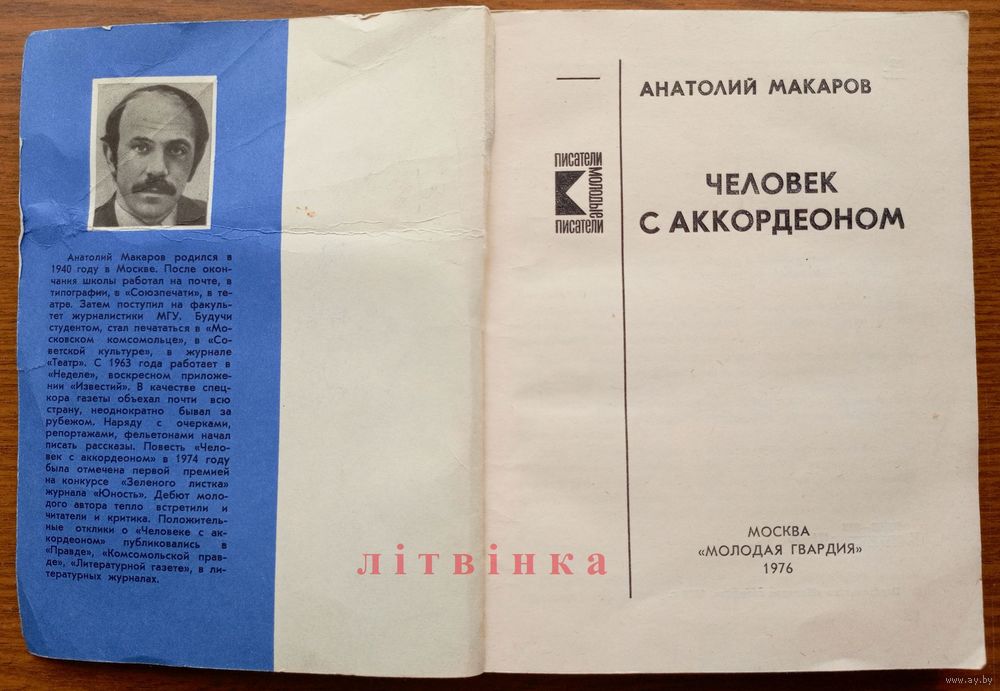 Анатолий Макаров родился в
1940 году в Москве. После окон-
чания школы работал на почте, в
типографии, в «Союзпечати», в те-
атре. Затем поступил на факуль-
тет журналистики МГУ. Будучи
студентом, стал печататься в «Мо-
сковском комсомольце», в «Со-
ветской культуре», в журнале
«Театр». С 1963 года работает в
«Неделе», воскресном приложе-
нии «Известий». В качестве спец-
кора газеты объехал почти всю
страну, неоднократно бывал за
рубежом. Наряду с очерками,
репортажами, фельетонами начал
писать рассказы. Повесть «Чело-
век с аккордеоном» в 1974 году
была отмечена первой премией
на конкурсе «Зеленого листка»
журнала «Юность». Дебют моло-
дого автора тепло встретили и
читатели и критика. Положитель-
ные отклики о «Человеке с ак-
кордеоном» публиковались в
«Правде», «Комсомольской прав-
де», «Литературной газете», в ли-
тературных журналах.
літвінка
ПИСАТЕЛИ
МОЛОДЫЕ
ПИСАТЕЛИ
АНАТОЛИЙ МАКАРОВ
ЧЕЛОВЕК
С АККОРДЕОНОМ
МОСКВА
«МОЛОДАЯ ГВАРДИЯ»
1976
www.ay.by